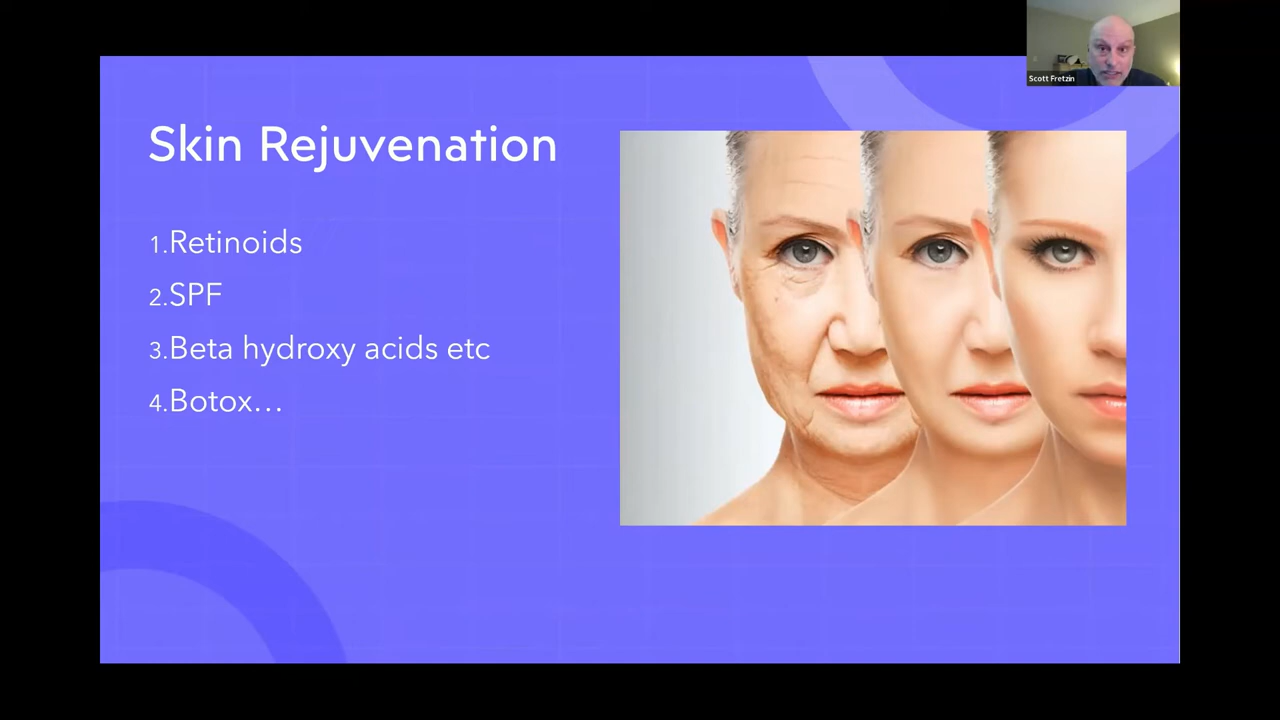 Scott Fretzin
Skin Rejuvenation
1.Retinoids
2.SPF
3.Beta hydroxy acids etc
4.Botox…